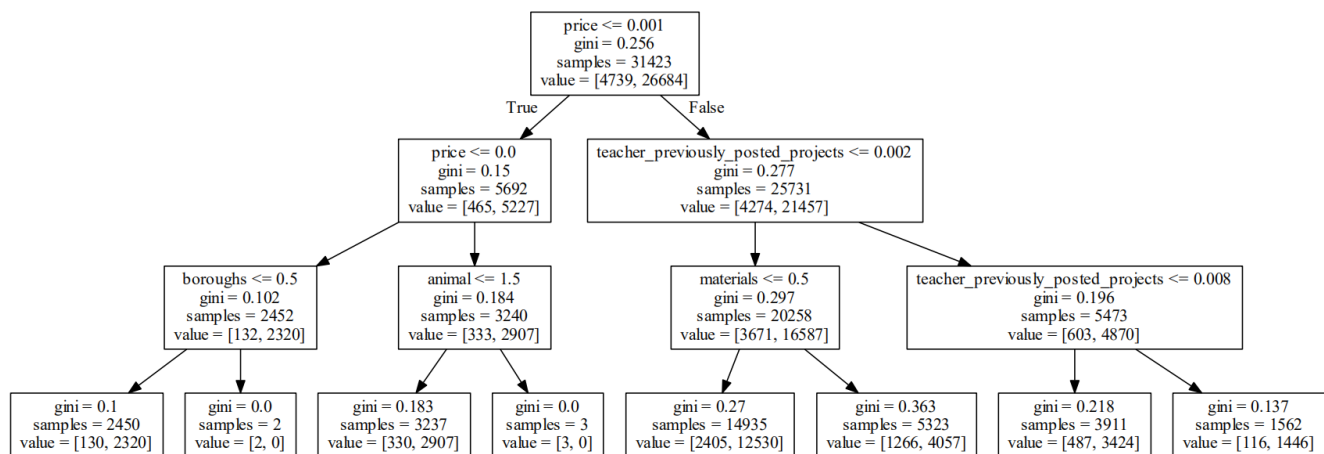 price <= 0.001
gini = 0.256
samples = 31423
value = [4739, 26684]
True
False
price <= 0.0
gini = 0.15
samples = 5692
value = [465, 5227]
teacher_previously_posted_projects <= 0.002
gini = 0.277
samples = 25731
value = [4274, 21457]
boroughs <= 0.5
gini = 0.102
samples = 2452
value = [132, 2320]
animal <= 1.5
gini = 0.184
samples = 3240
value = [333, 2907]
materials <= 0.5
gini = 0.297
samples = 20258
value = [3671, 16587]
teacher_previously_posted_projects <= 0.008
gini = 0.196
samples = 5473
value = [603, 4870]
gini = 0.1
samples = 2450
value = [130, 2320]
gini = 0.0
samples = 2
value = [2, 0]
gini = 0.183
samples = 3237
value = [330, 2907]
gini = 0.0
samples = 3
value = [3, 0]
gini = 0.27
samples = 14935
value = [2405, 12530]
gini = 0.363
samples = 5323
value = [1266, 4057]
gini = 0.218
samples = 3911
value = [487, 3424]
gini = 0.137
samples = 1562
value = [116, 1446]